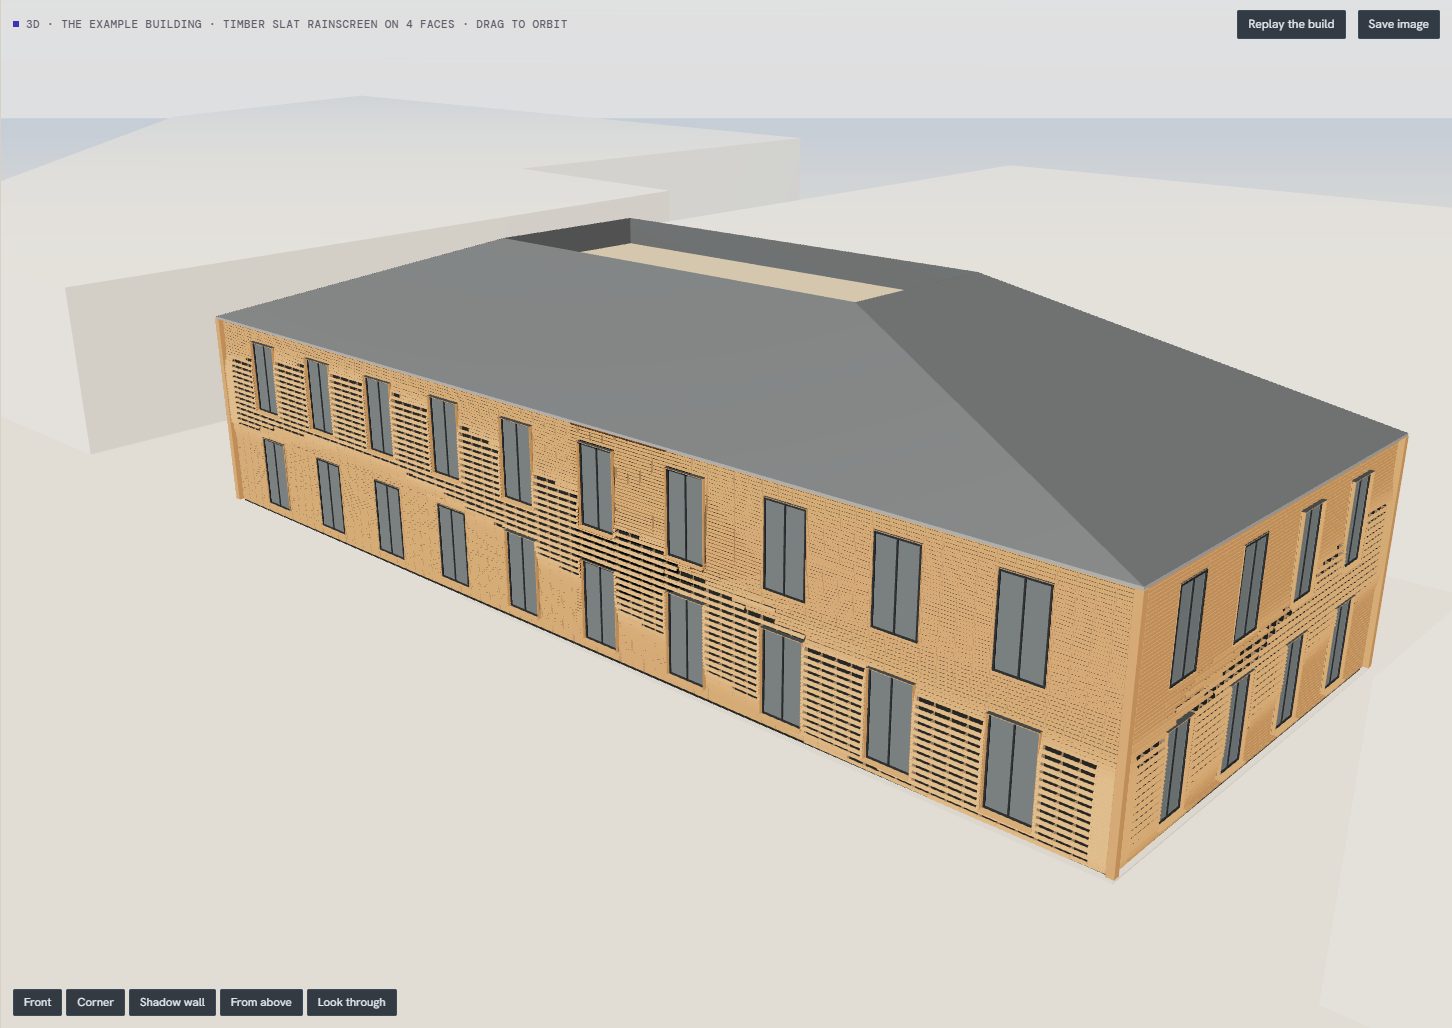 3D · THE EXAMPLE BUILDING · TIMBER SLAT RAINSCREEN ON 4 FACES · DRAG TO ORBIT
Replay the build
Save image
Front
Corner
Shadow wall
From above
Look through